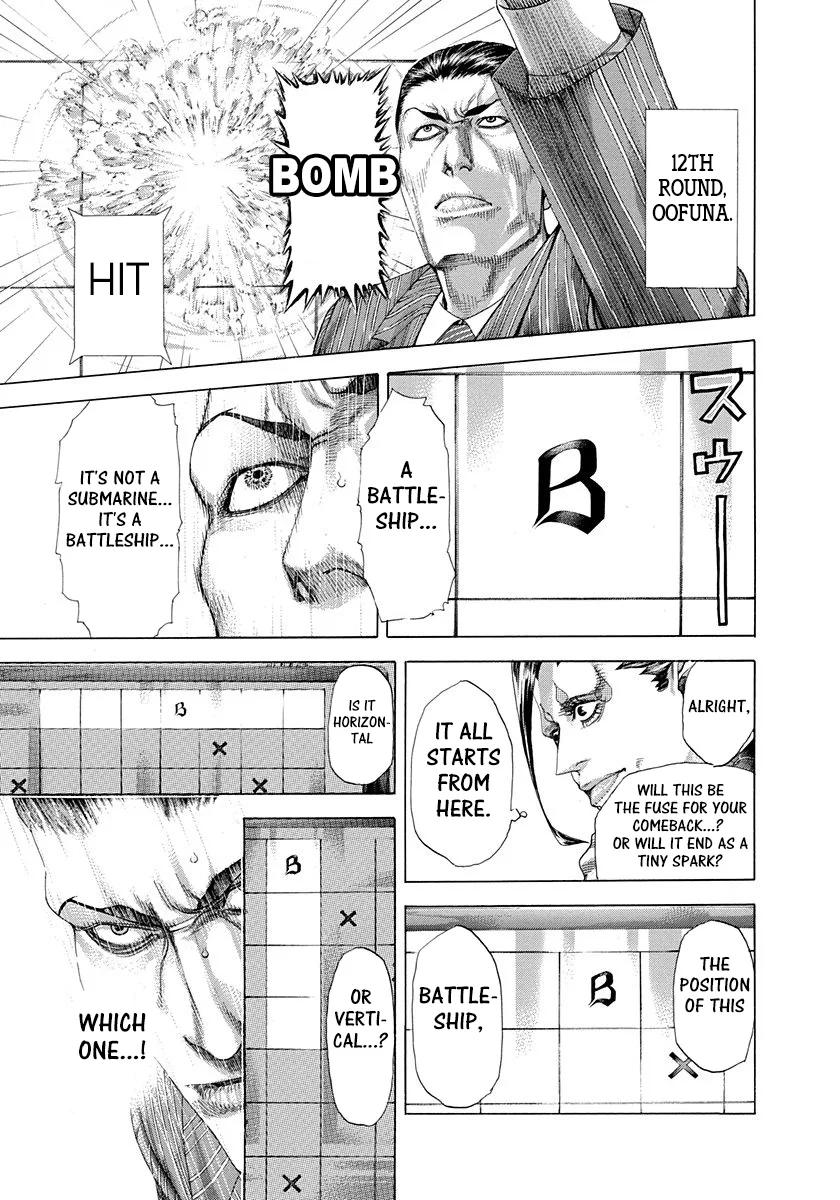 12TH
ROUND,
OOFUNA.
BOMB
HIT
スゥー
B
A
BATTLE-
SHIP...
IT'S NOT A
SUBMARINE...
IT'S A
BATTLESHIP...
ALRIGHT,
WILL THIS BE
THE FUSE FOR YOUR
COMEBACK...?
OR WILL IT END AS A
TINY SPARK?
IT ALL
STARTS
FROM
HERE.
THE
POSITION
OF THIS
B
BATTLE-
SHIP,
IS IT
HORIZON-
TAL
B
B
OR
VERTI-
CAL...?
WHICH
ONE...!